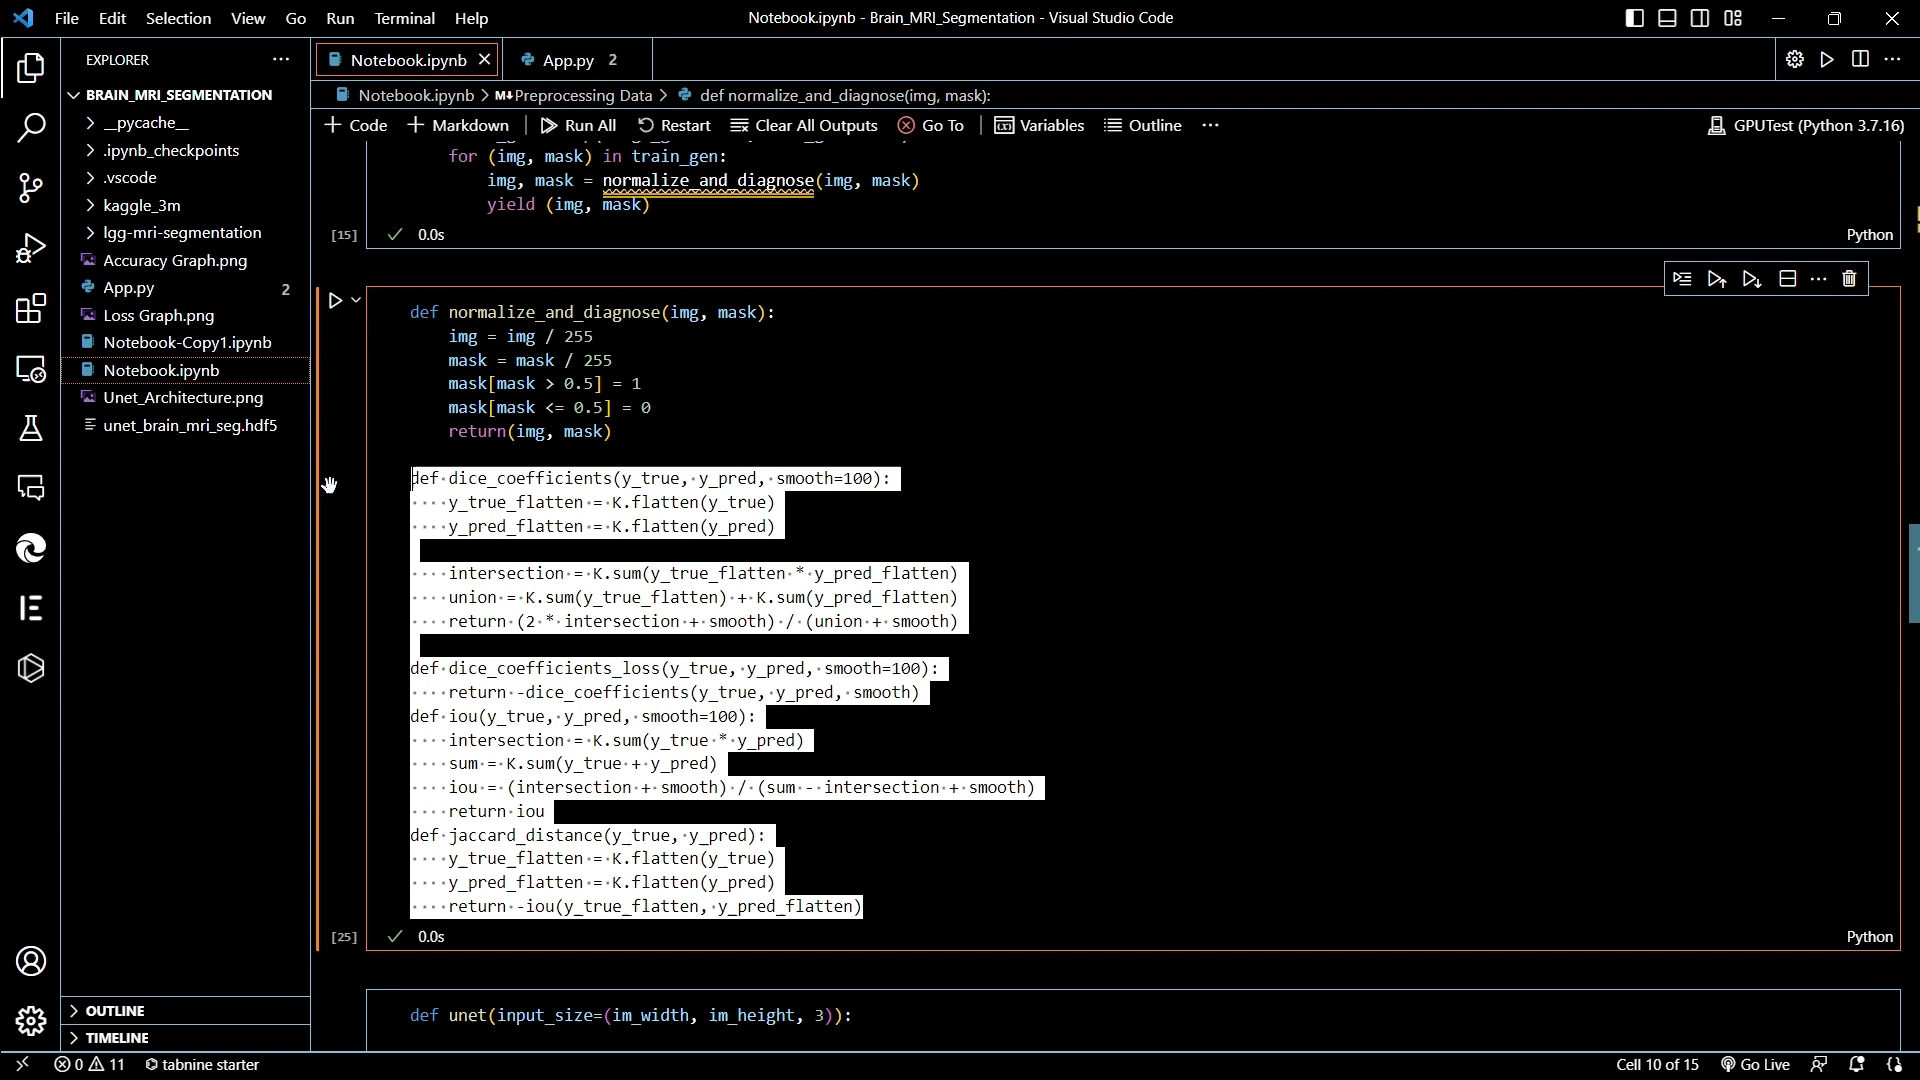 File Edit Selection View Go Run Terminal Help
Notebook.ipynb - Brain_MRI_Segmentation - Visual Studio Code
EXPLORER
BRAIN_MRI_SEGMENTATION
__pycache__
.ipynb_checkpoints
.vscode
kaggle_3m
lgg-mri-segmentation
Accuracy Graph.png
App.py 2
Loss Graph.png
Notebook-Copy1.ipynb
Notebook.ipynb
Unet_Architecture.png
unet_brain_mri_seg.hdf5
OUTLINE
TIMELINE
Notebook.ipynb App.py 2
Notebook.ipynb > M↓Preprocessing Data > def normalize_and_diagnose(img, mask):
+ Code + Markdown Run All Restart Clear All Outputs Go To Variables Outline ···
GPUTest (Python 3.7.16)
for (img, mask) in train_gen:
img, mask = normalize_and_diagnose(img, mask)
yield (img, mask)
[15] 0.0s Python
def normalize_and_diagnose(img, mask):
img = img / 255
mask = mask / 255
mask[mask > 0.5] = 1
mask[mask <= 0.5] = 0
return(img, mask)
def dice_coefficients(y_true, y_pred, smooth=100):
y_true_flatten = K.flatten(y_true)
y_pred_flatten = K.flatten(y_pred)
intersection = K.sum(y_true_flatten * y_pred_flatten)
union = K.sum(y_true_flatten) + K.sum(y_pred_flatten)
return (2 * intersection + smooth) / (union + smooth)
def dice_coefficients_loss(y_true, y_pred, smooth=100):
return -dice_coefficients(y_true, y_pred, smooth)
def iou(y_true, y_pred, smooth=100):
intersection = K.sum(y_true * y_pred)
sum = K.sum(y_true + y_pred)
iou = (intersection + smooth) / (sum - intersection + smooth)
return iou
def jaccard_distance(y_true, y_pred):
y_true_flatten = K.flatten(y_true)
y_pred_flatten = K.flatten(y_pred)
return -iou(y_true_flatten, y_pred_flatten)
[25] 0.0s Python
def unet(input_size=(im_width, im_height, 3)):
0 11 tabnine starter
Cell 10 of 15 Go Live